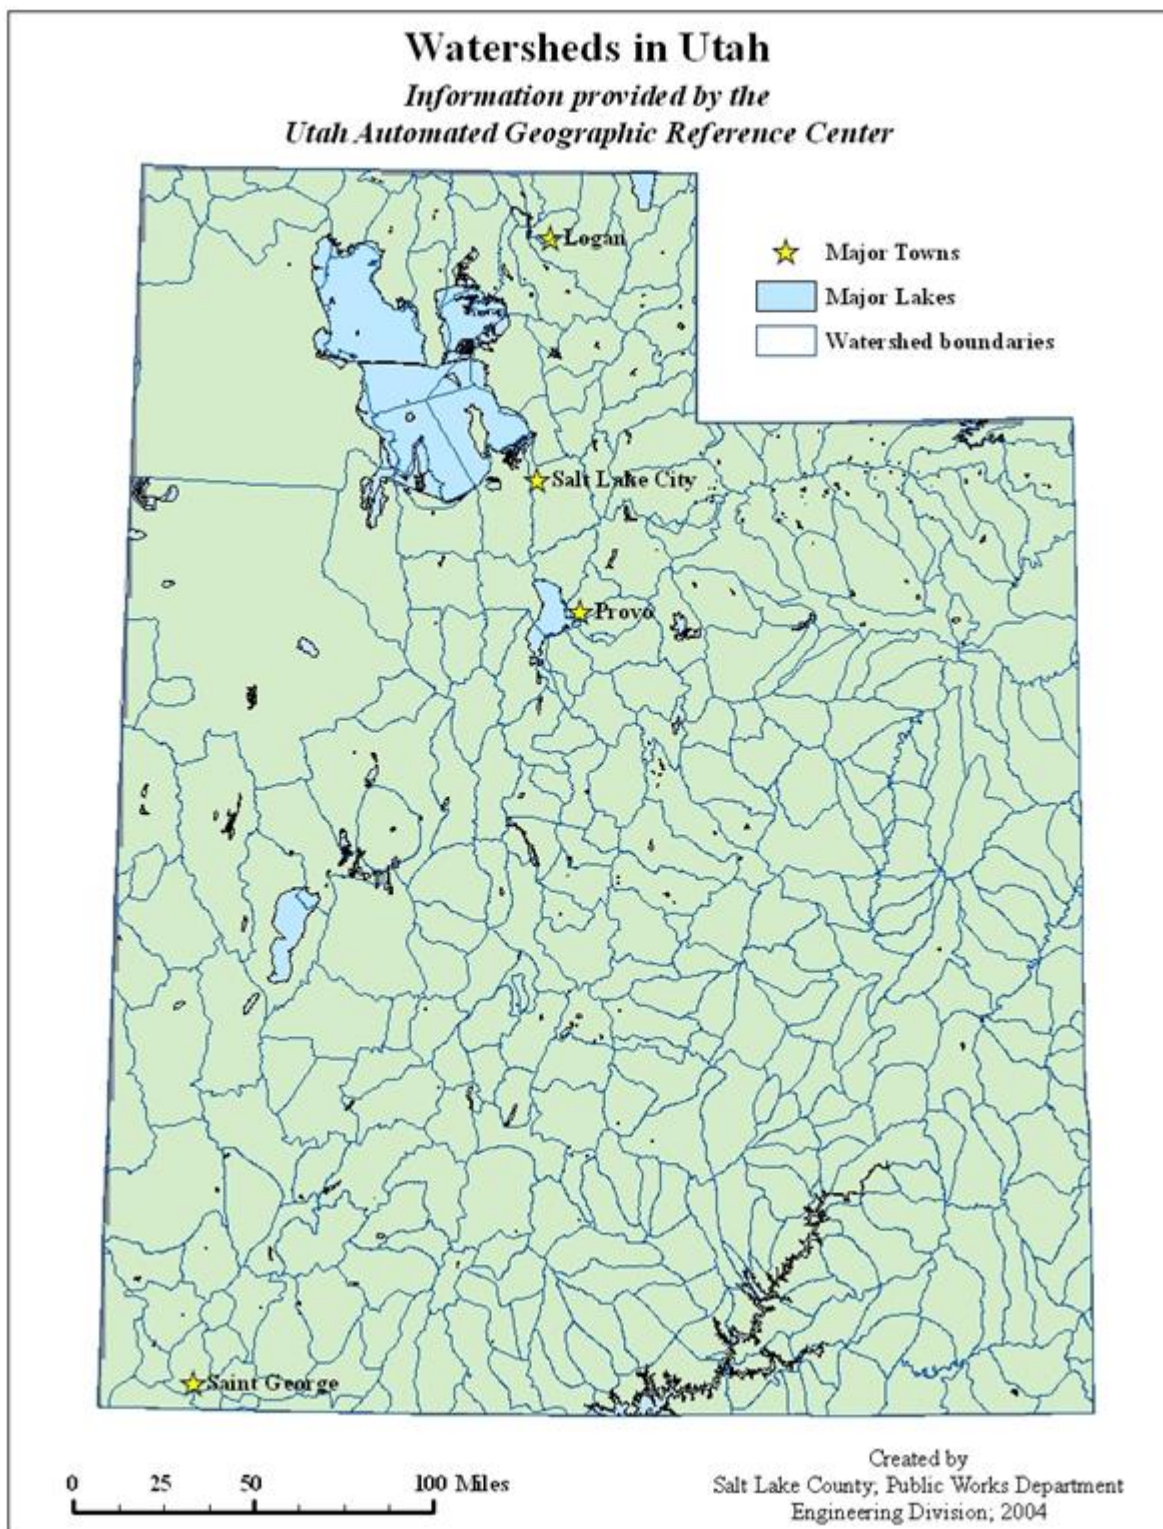 Watersheds in Utah
Information provided by the
Utah Automated Geographic Reference Center
Logan
Major Towns
Major Lakes
Watershed boundaries
Salt Lake City
Provo
Saint George
0 25 50 100 Miles
Created by
Salt Lake County; Public Works Department
Engineering Division; 2004